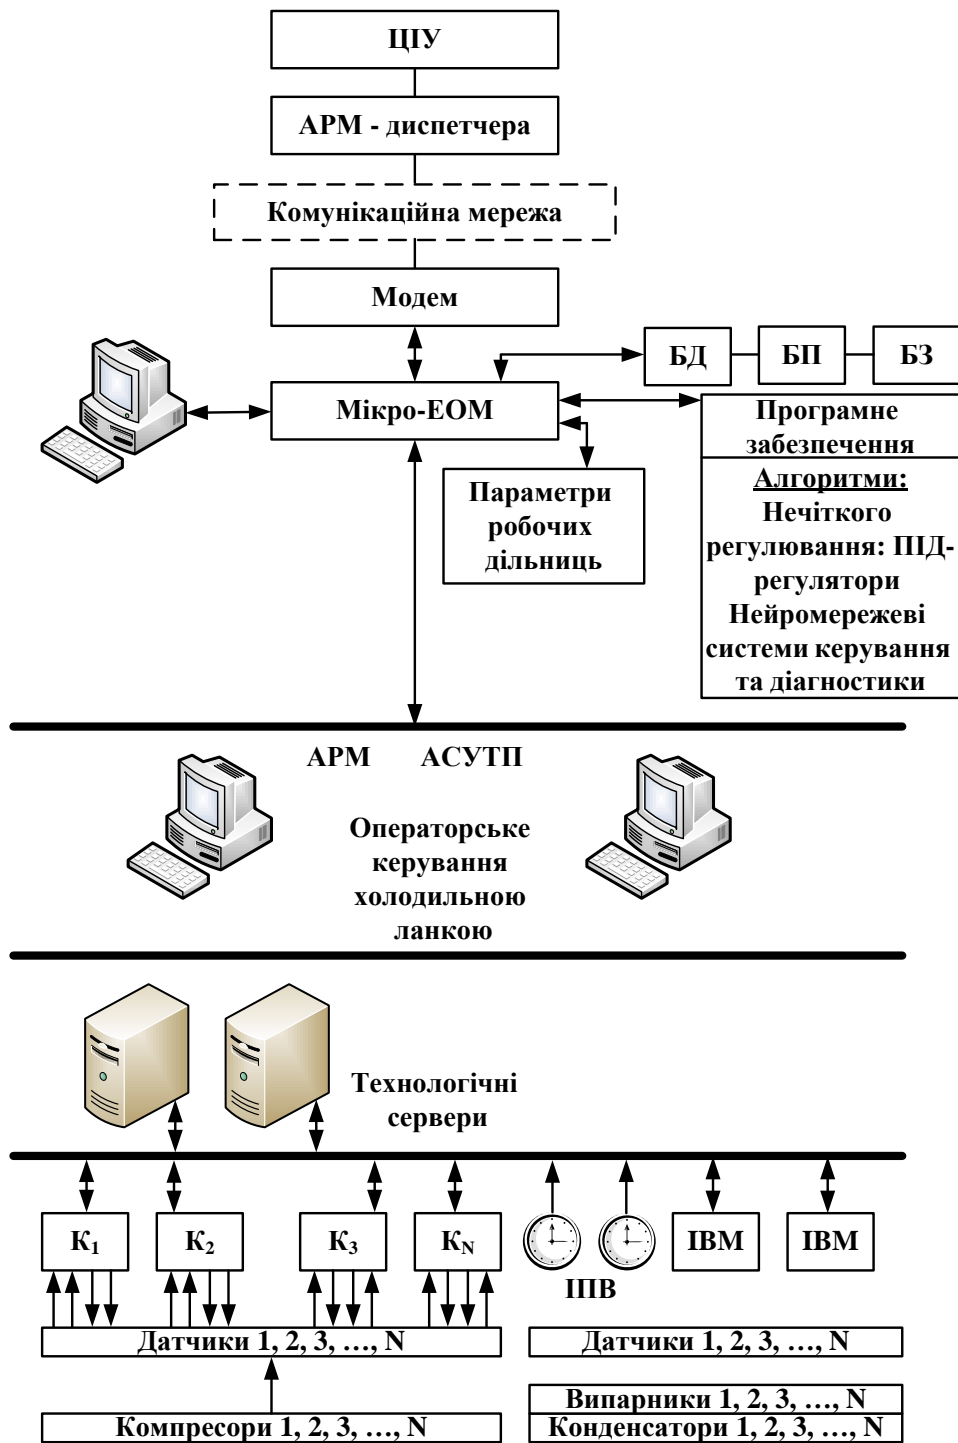 ЦІУ
АРМ - диспетчера
Комунікаційна мережа
Модем
БД
БП
БЗ
Мікро-ЕОМ
Програмне
забезпечення
Параметри
робочих
дільниць
Алгоритми:
Нечіткого
регулювання: ПІД-
регулятори
Нейромережеві
системи керування
та діагностики
АРМ АСУТП
Операторське
керування
холодильною
ланкою
Технологічні
сервери
К1
К2
К3
КN
ІПВ
ІВМ
ІВМ
Датчики 1, 2, 3, …, N
Датчики 1, 2, 3, …, N
Компресори 1, 2, 3, …, N
Випарники 1, 2, 3, …, N
Конденсатори 1, 2, 3, …, N